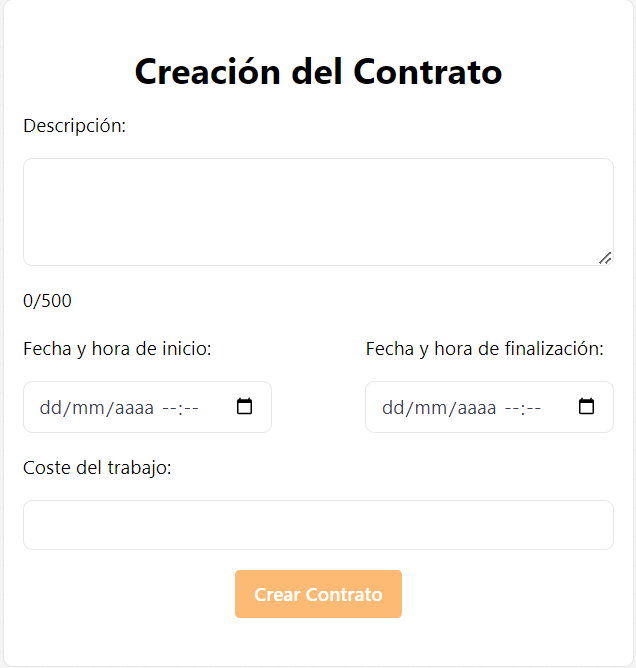 Creación del Contrato
Descripción:
0/500
Fecha y hora de inicio: Fecha y hora de finalización:
dd/mm/aaaa --:-- dd/mm/aaaa --:--
Coste del trabajo:
Crear Contrato